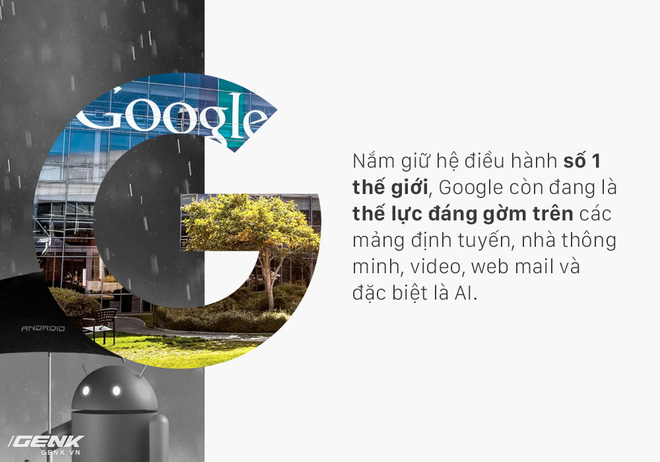 Google
Nắm giữ hệ điều hành số 1
thế giới, Google còn đang là
thế lực đáng gờm trên các
mảng định tuyến, nhà thông
minh, video, web mail và
đặc biệt là AI.
ANDROID
/GENK
GENK.VN